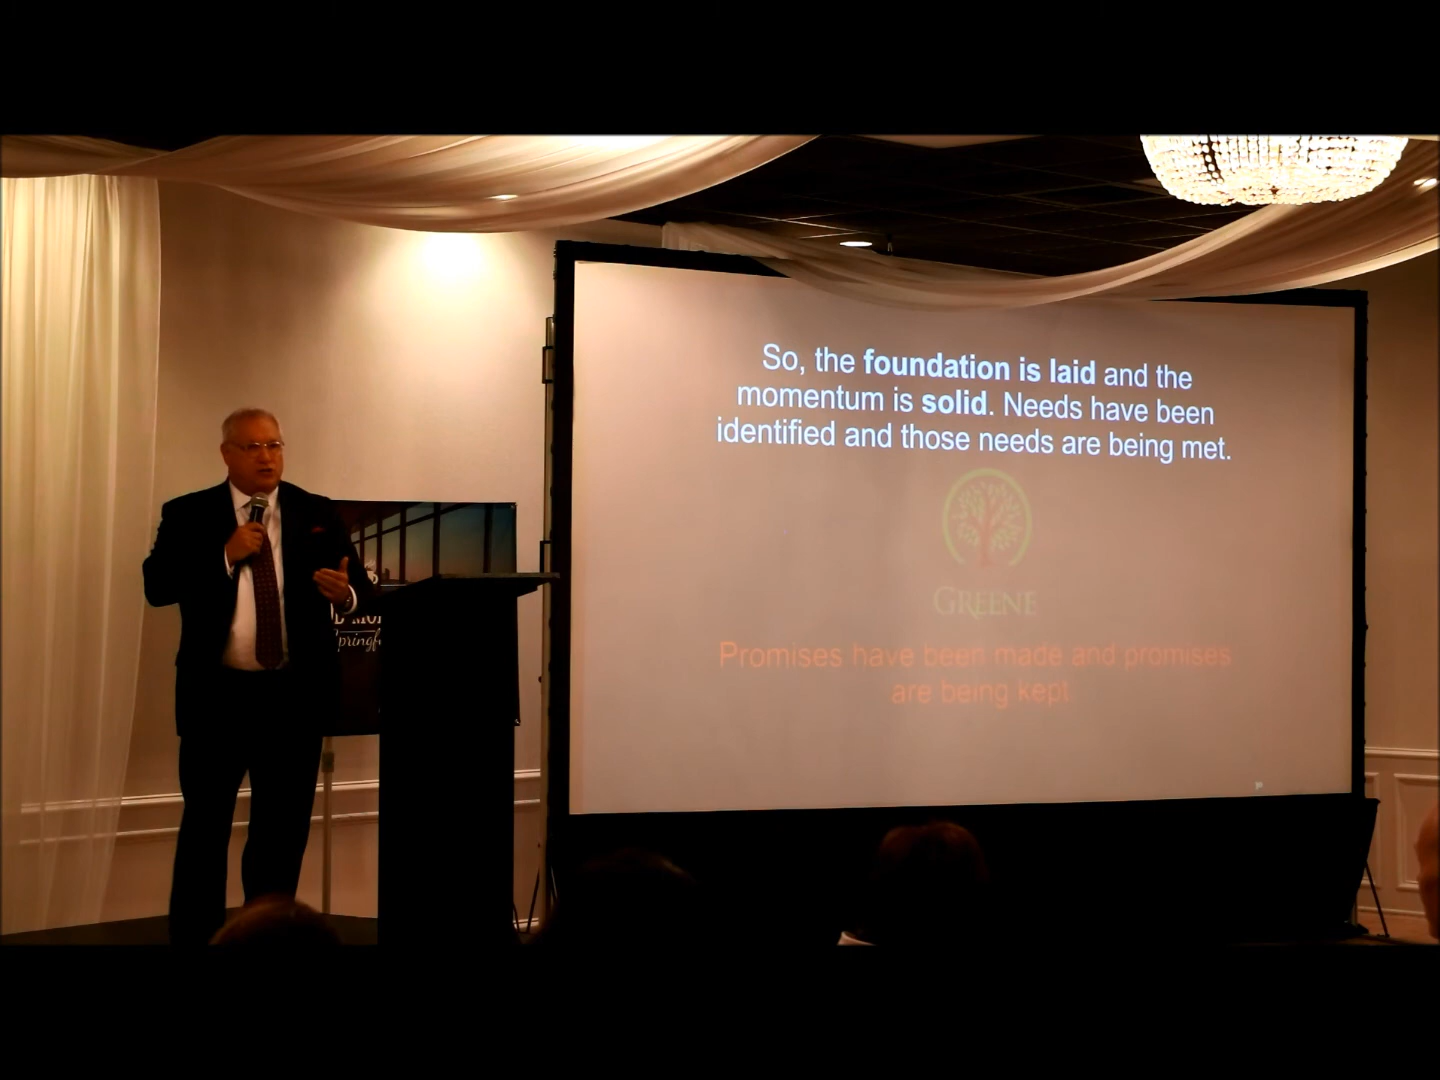 So, the foundation is laid and the
momentum is solid. Needs have been
identified and those needs are being met.
GREENE
Promises have been made and promises
are being kept